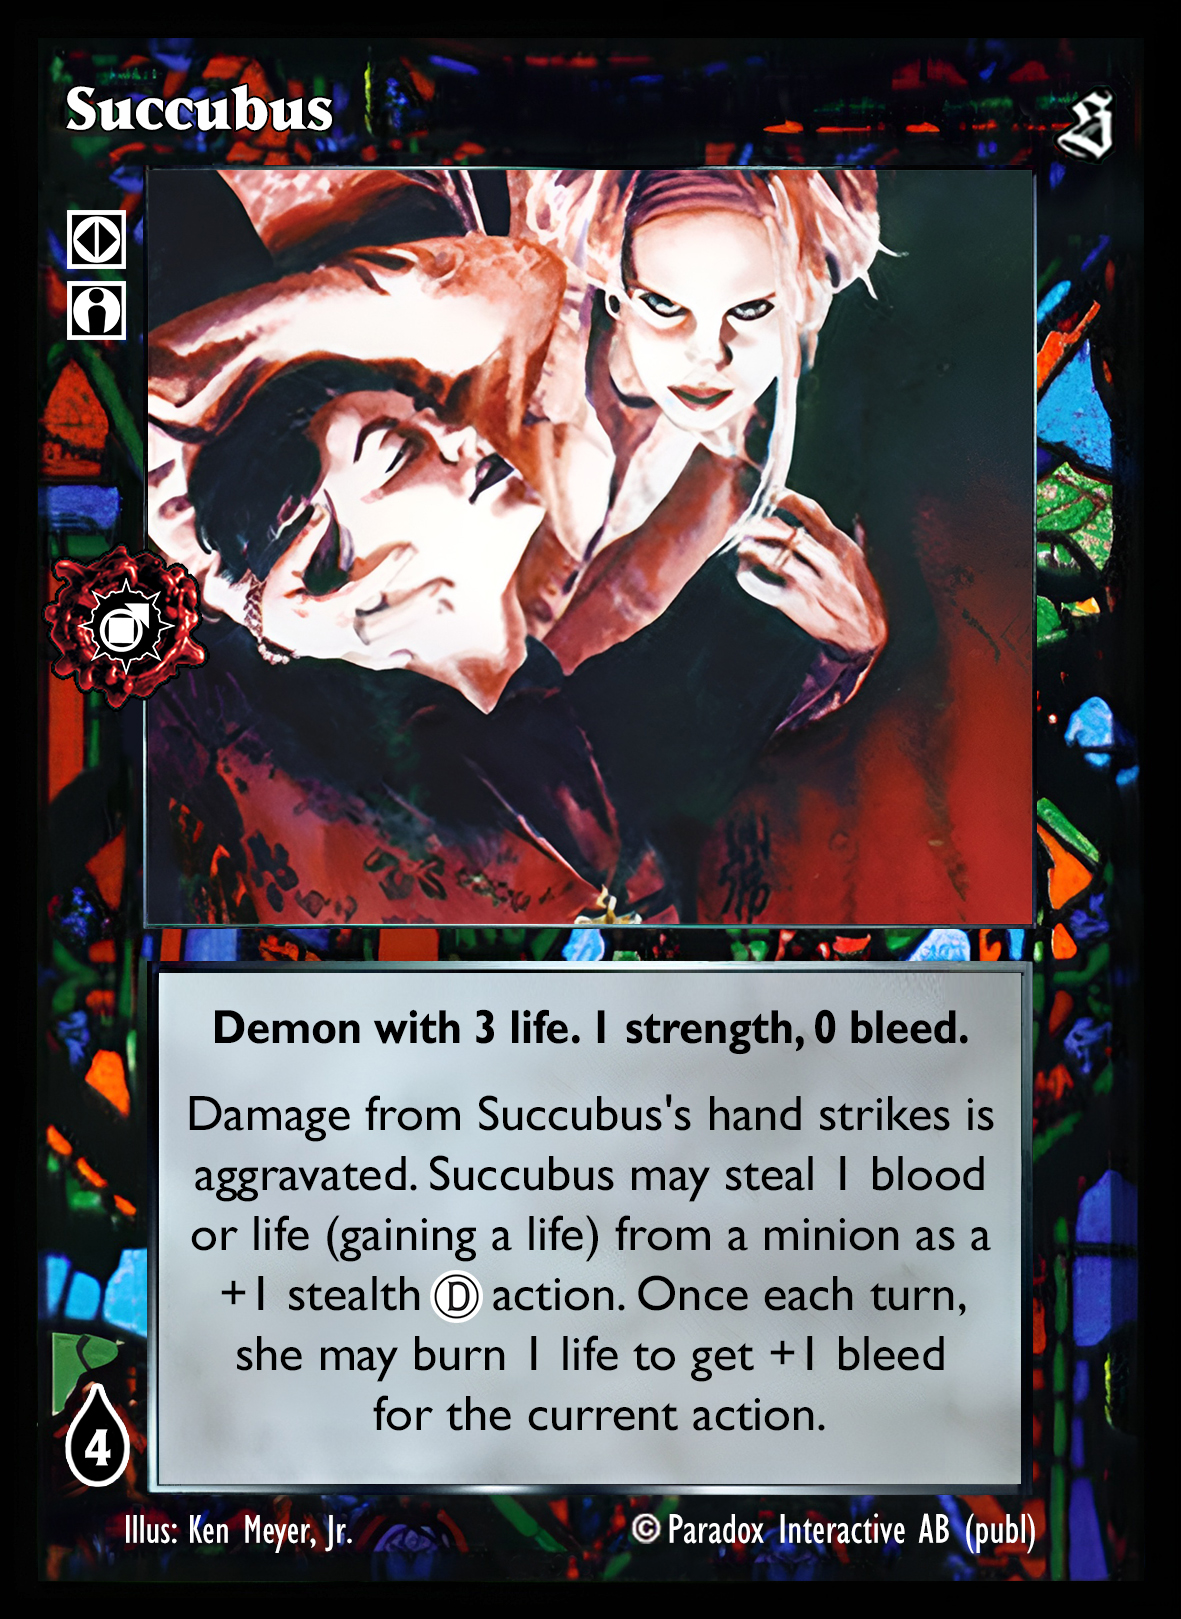 Succubus
Demon with 3 life. 1 strength, 0 bleed.
Damage from Succubus's hand strikes is
aggravated. Succubus may steal 1 blood
or life (gaining a life) from a minion as a
+1 stealth Ⓓ action. Once each turn,
she may burn 1 life to get +1 bleed
for the current action.
4
Illus: Ken Meyer, Jr.
© Paradox Interactive AB (publ)